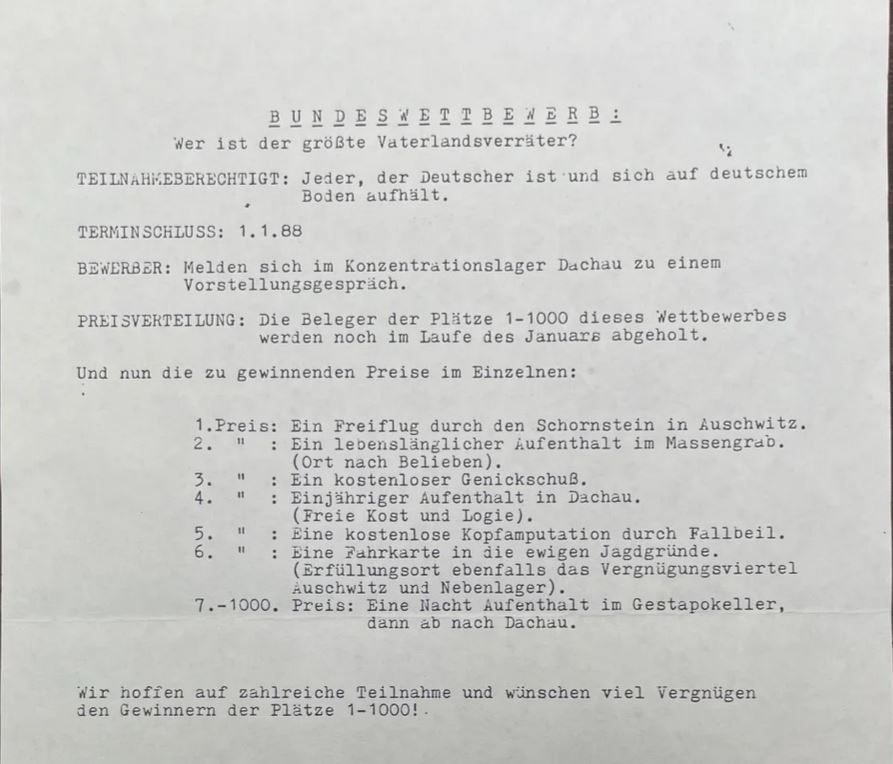 BUNDESWETTBEWERB:
Wer ist der größte Vaterlandsverräter?
TEILNAHMEBERECHTIGT: Jeder, der Deutscher ist und sich auf deutschem
Boden aufhält.
TERMINSCHLUSS: 1.1.88
BEWERBER: Melden sich im Konzentrationslager Dachau zu einem
Vorstellungsgespräch.
PREISVERTEILUNG: Die Beleger der Plätze 1-1000 dieses Wettbewerbes
werden noch im Laufe des Januars abgeholt.
Und nun die zu gewinnenden Preise im Einzelnen:
1.Preis: Ein Freiflug durch den Schornstein in Auschwitz.
2. " : Ein lebenslänglicher Aufenthalt im Massengrab.
(Ort nach Belieben).
3. " : Ein kostenloser Genickschuß.
4. " : Einjähriger Aufenthalt in Dachau.
(Freie Kost und Logie).
5. " : Eine kostenlose Kopfamputation durch Fallbeil.
6. " : Eine Fahrkarte in die ewigen Jagdgründe.
(Erfüllungsort ebenfalls das Vergnügungsviertel
Auschwitz und Nebenlager).
7.-1000. Preis: Eine Nacht Aufenthalt im Gestapokeller,
dann ab nach Dachau.
Wir hoffen auf zahlreiche Teilnahme und wünschen viel Vergnügen
den Gewinnern der Plätze 1-1000!